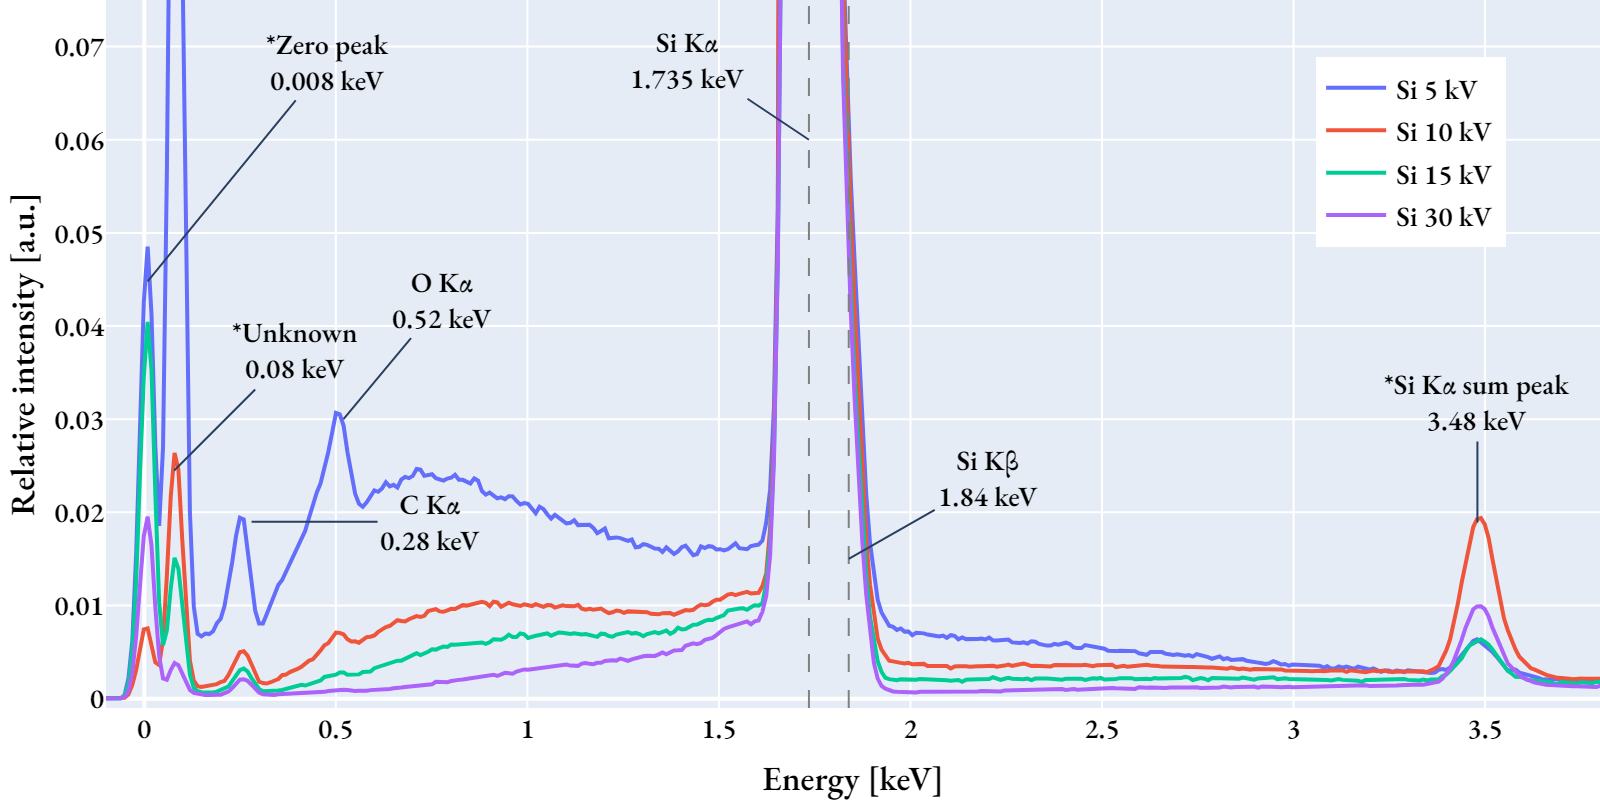 0.07
0.06
0.05
0.04
0.03
0.02
0.01
0
Relative intensity [a.u.]
*Zero peak
0.008 keV
*Unknown
0.08 keV
O Kα
0.52 keV
C Kα
0.28 keV
Si Kα
1.735 keV
Si Kβ
1.84 keV
*Si Kα sum peak
3.48 keV
Si 5 kV
Si 10 kV
Si 15 kV
Si 30 kV
0 0.5 1 1.5 2 2.5 3 3.5
Energy [keV]